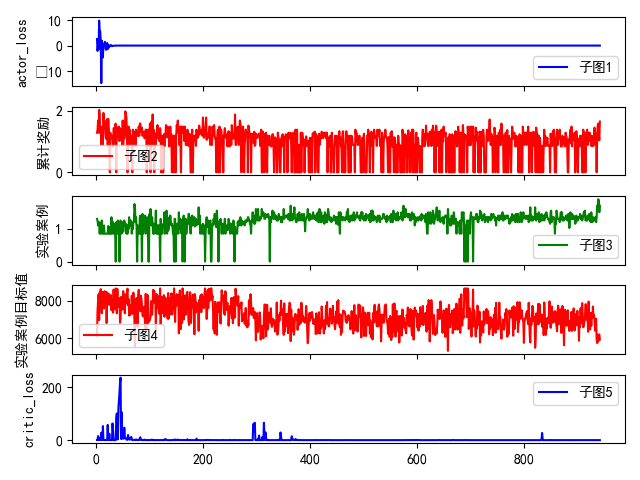 actor_loss
10
0
□10
子图1
累计奖励
2
0
子图2
实验案例
1
0
子图3
实验案例目标值
8000
6000
子图4
critic_loss
200
0
子图5
0 200 400 600 800